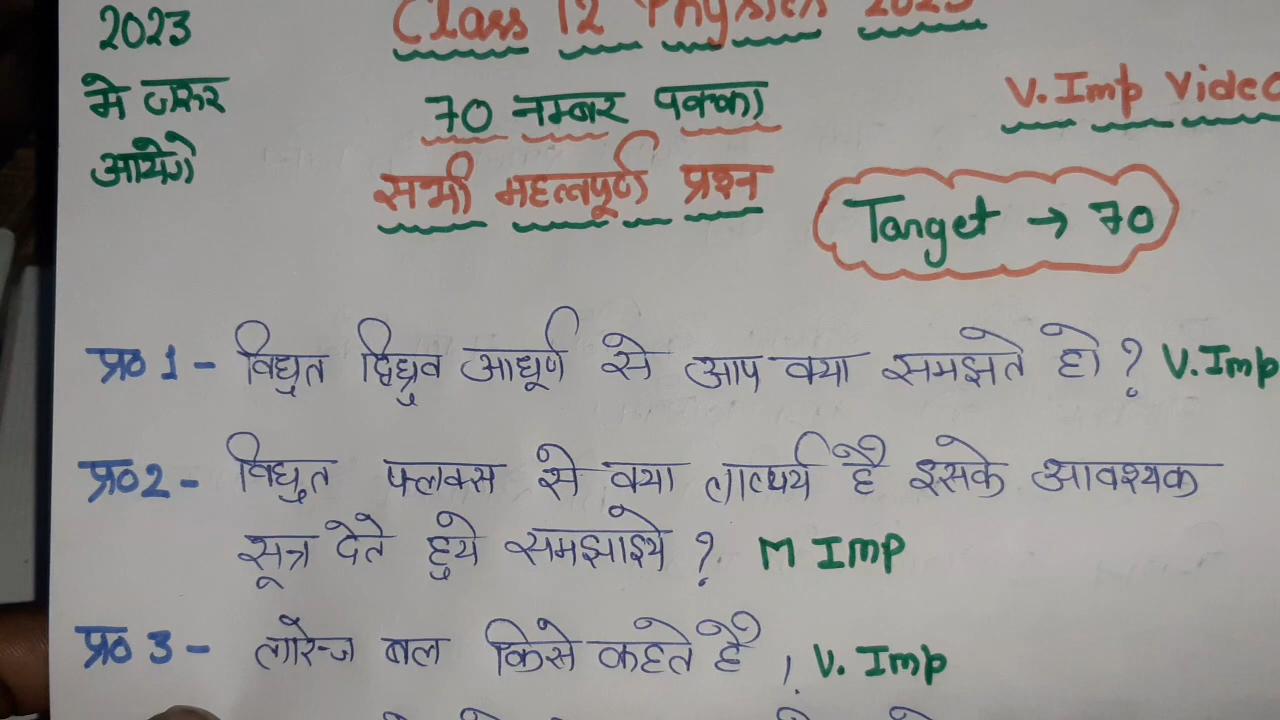 2023
मे जरूर
आयेगे
Class 12 Physics 2023
70 नम्बर पक्का
सभी महत्वपूर्ण प्रश्न
V. Imp Video
Target → 70
प्र० 1 - विधुत द्विध्रुव आघूर्ण से आप क्या समझते हो ? V. Imp
प्र० 2 - विधुत फ्लक्स से क्या तात्पर्य है इसके आवश्यक
सूत्र देते हुये समझाइये ? M Imp
प्र० 3 - लारेन्ज बल किसे कहते है , V. Imp